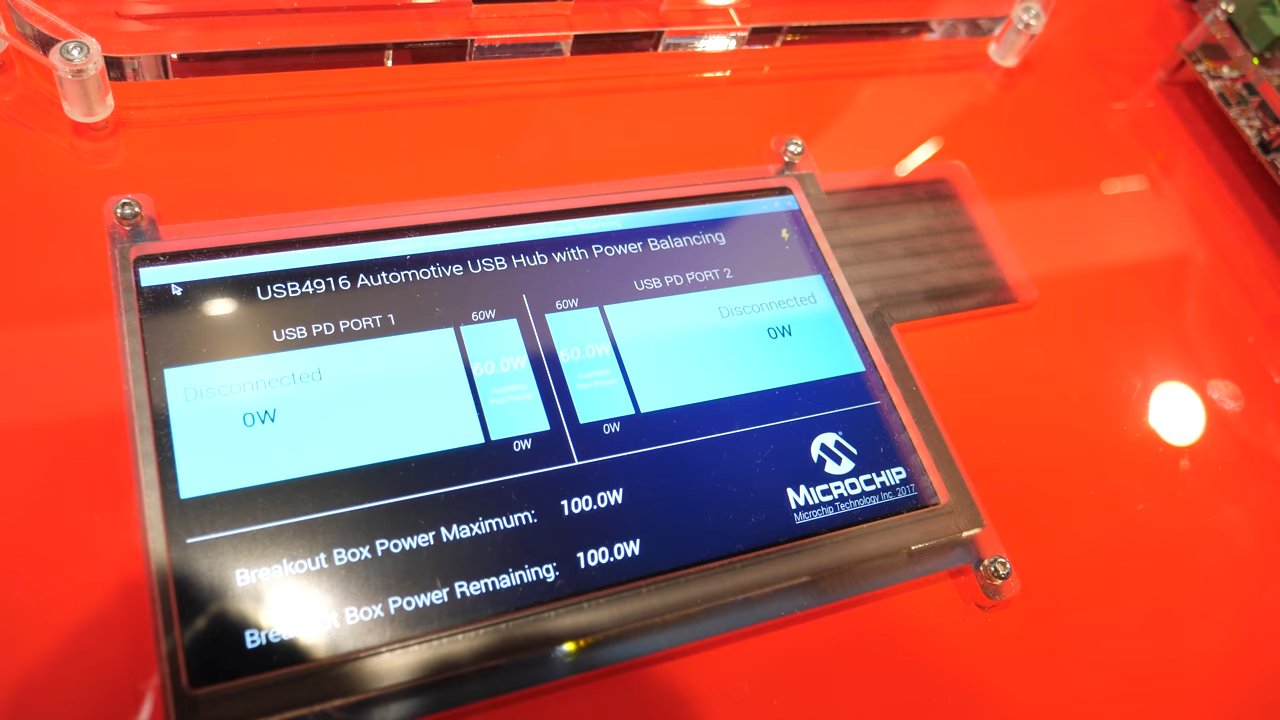 USB4916 Automotive USB Hub with Power Balancing
USB PD PORT 1
60W
Disconnected
0W
60.0W
0W
USB PD PORT 2
60W
Disconnected
0W
60.0W
0W
Breakout Box Power Maximum: 100.0W
Box Power Remaining: 100.0W
MICROCHIP
Microchip Technology Inc. 2017